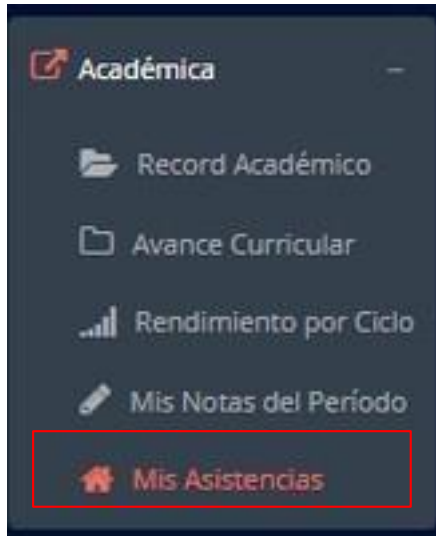 Académica
Record Académico
Avance Curricular
Rendimiento por Ciclo
Mis Notas del Período
Mis Asistencias